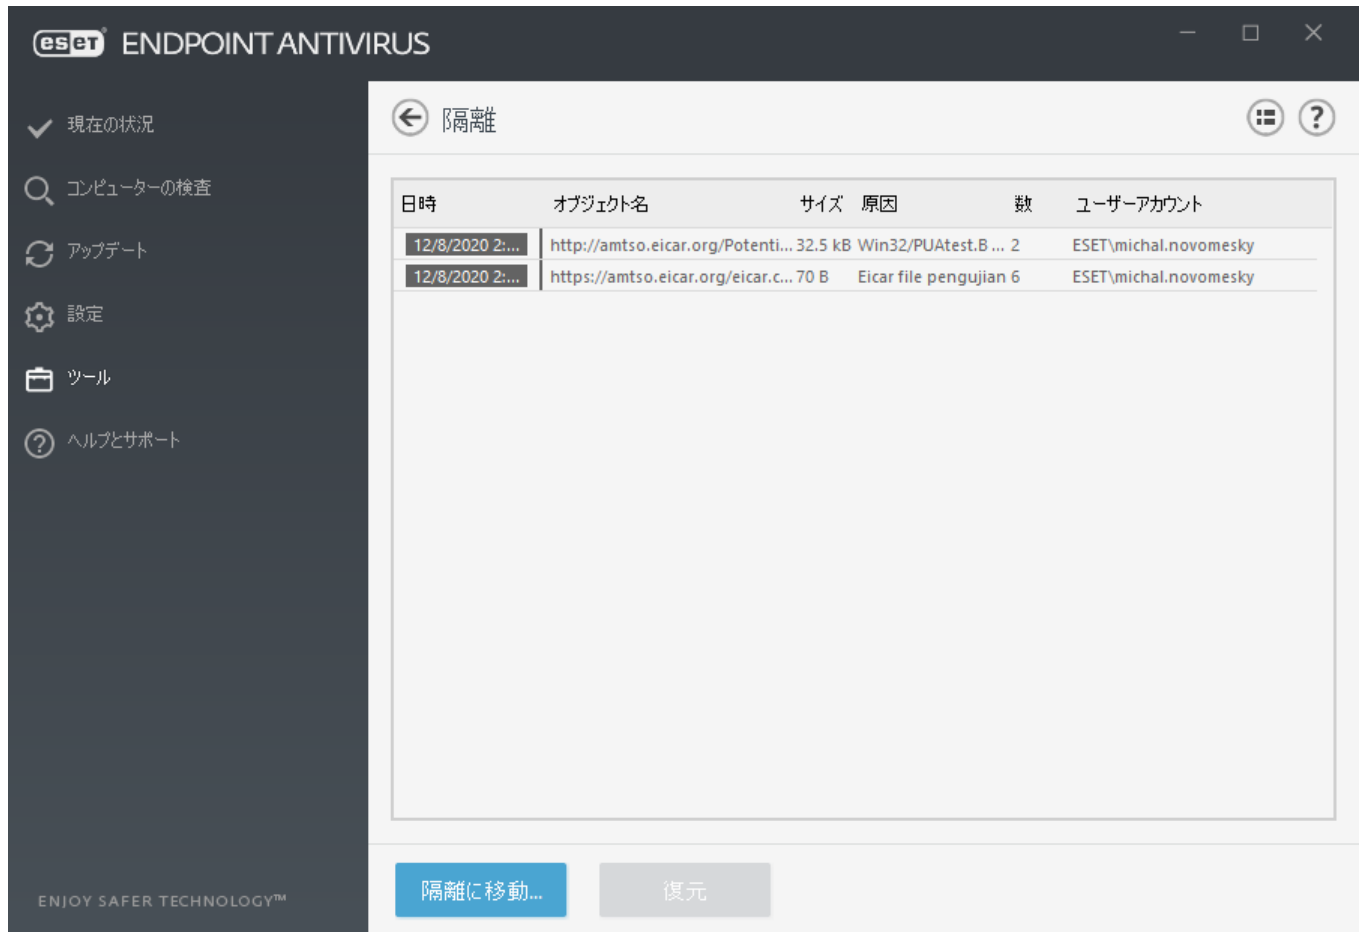 eset ENDPOINT ANTIVIRUS
現在の状況
コンピューターの検査
アップデート
設定
ツール
ヘルプとサポート
ENJOY SAFER TECHNOLOGY™
隔離
日時 オブジェクト名 サイズ 原因 数 ユーザーアカウント
12/8/2020 2:... http://amtso.eicar.org/Potenti... 32.5 kB Win32/PUAtest.B ... 2 ESET\michal.novomesky
12/8/2020 2:... https://amtso.eicar.org/eicar.c... 70 B Eicar file pengujian 6 ESET\michal.novomesky
隔離に移動... 復元